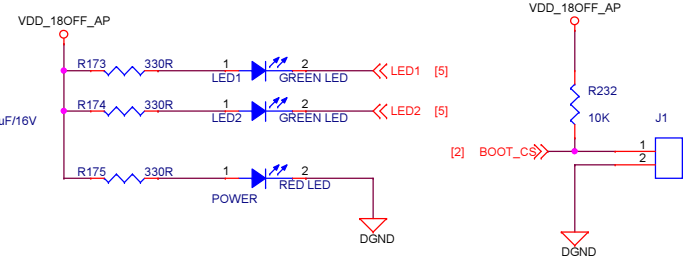 VDD_18OFF_AP
R173 330R 1 2 LED1 [5]
LED1 GREEN LED
R174 330R 1 2 LED2 [5]
LED2 GREEN LED
uF/16V
R175 330R 1 2
RED LED
POWER
DGND
VDD_18OFF_AP
R232
10K
J1
[2] BOOT_CS 1
2
DGND